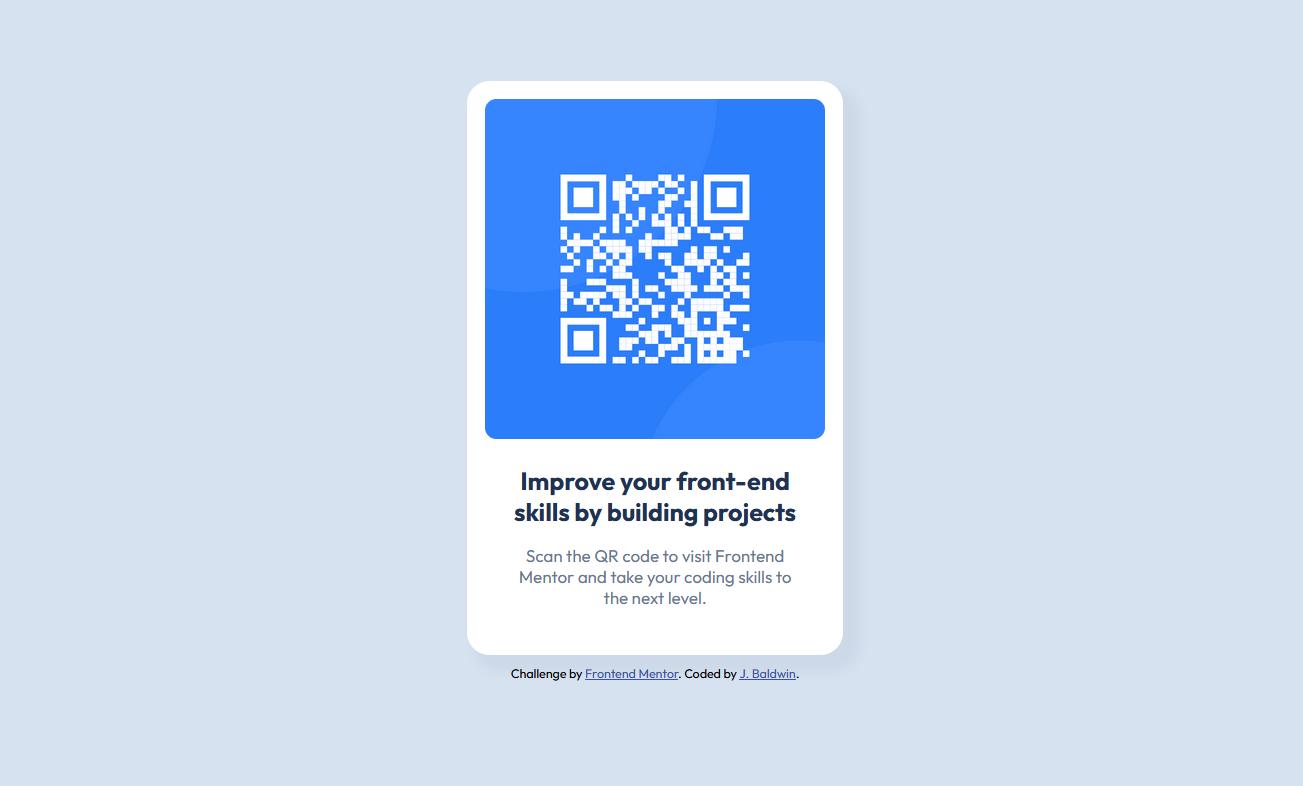 Improve your front-end
skills by building projects
Scan the QR code to visit Frontend
Mentor and take your coding skills to
the next level.
Challenge by Frontend Mentor. Coded by J. Baldwin.